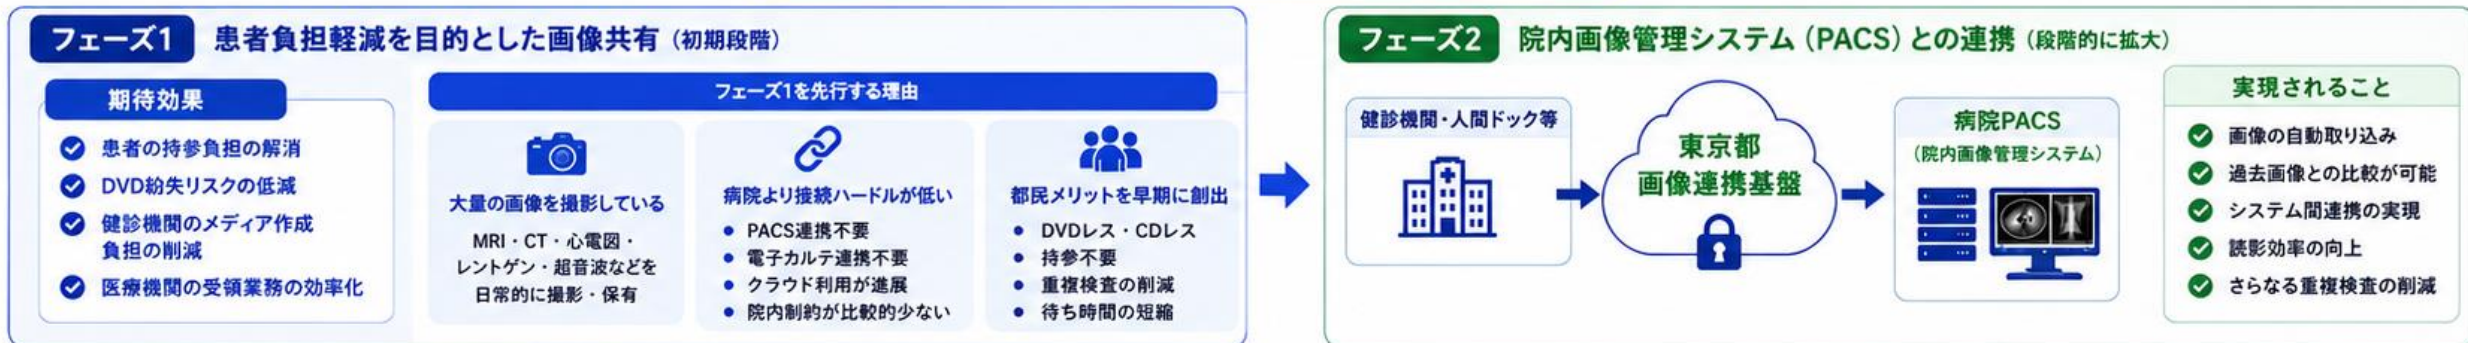 フェーズ1 患者負担軽減を目的とした画像共有（初期段階）
期待効果
患者の持参負担の解消
DVD紛失リスクの低減
健診機関のメディア作成
負担の削減
医療機関の受領業務の効率化
フェーズ1を先行する理由
大量の画像を撮影している
MRI・CT・心電図・
レントゲン・超音波などを
日常的に撮影・保有
病院より接続ハードルが低い
• PACS連携不要
• 電子カルテ連携不要
• クラウド利用が進展
• 院内制約が比較的少ない
都民メリットを早期に創出
• DVDレス・CDレス
• 持参不要
• 重複検査の削減
• 待ち時間の短縮
フェーズ2 院内画像管理システム（PACS）との連携（段階的に拡大）
健診機関・人間ドック等
東京都
画像連携基盤
病院PACS
（院内画像管理システム）
実現されること
画像の自動取り込み
過去画像との比較が可能
システム間連携の実現
読影効率の向上
さらなる重複検査の削減